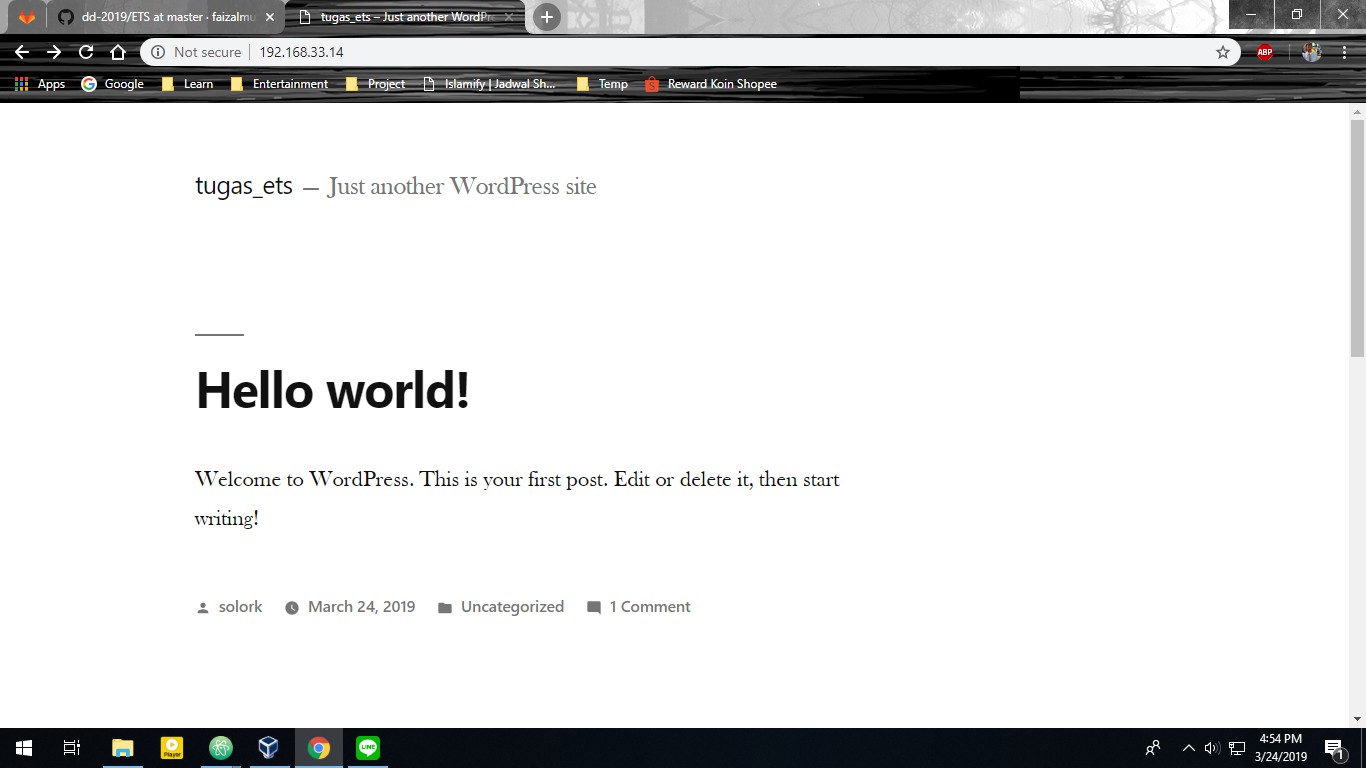 dd-2019/ETS at master · faizalmu
tugas_ets – Just another WordPre
Not secure
192.168.33.14
ABP
Apps
Google
Learn
Entertainment
Project
Islamify | Jadwal Sh...
Temp
Reward Koin Shopee
tugas_ets — Just another WordPress site
Hello world!
Welcome to WordPress. This is your first post. Edit or delete it, then start
writing!
solork
March 24, 2019
Uncategorized
1 Comment
Player
LINE
4:54 PM
3/24/2019
1